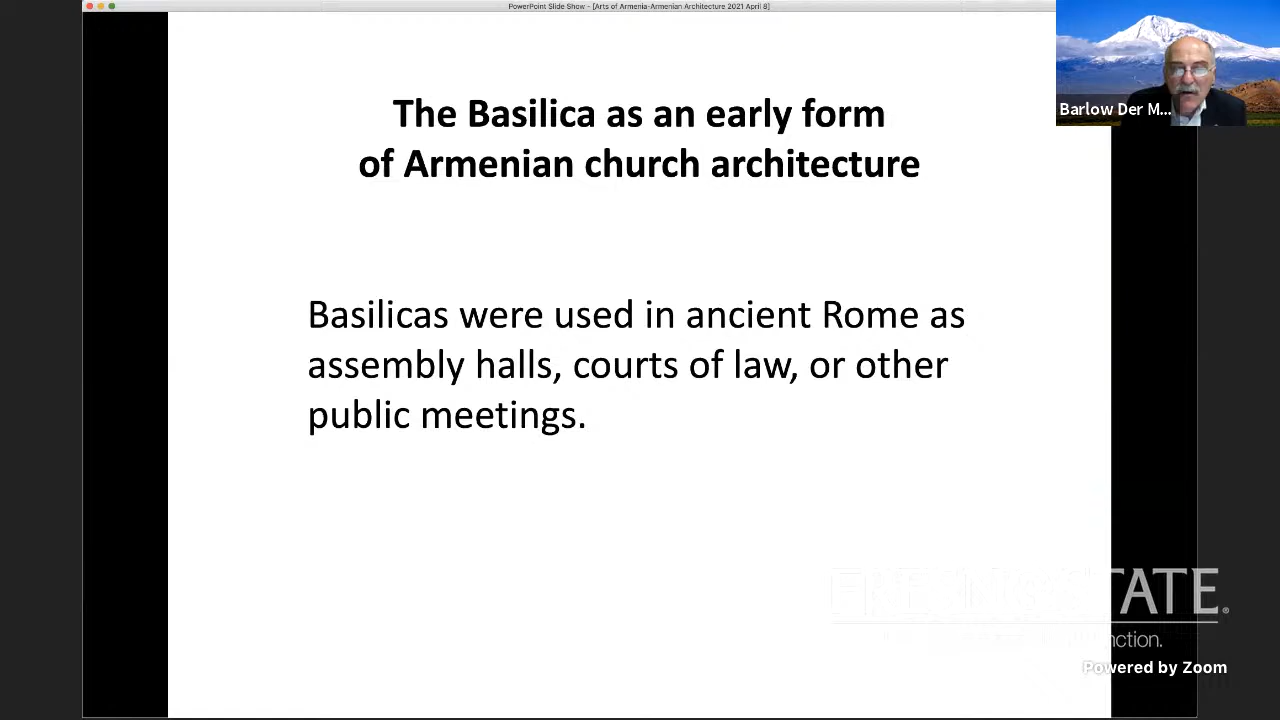 PowerPoint Slide Show - [Arts of Armenia-Armenian Architecture 2021 April 8]
Barlow Der M...
The Basilica as an early form
of Armenian church architecture
Basilicas were used in ancient Rome as
assembly halls, courts of law, or other
public meetings.
STATE.
Powered by Zoom